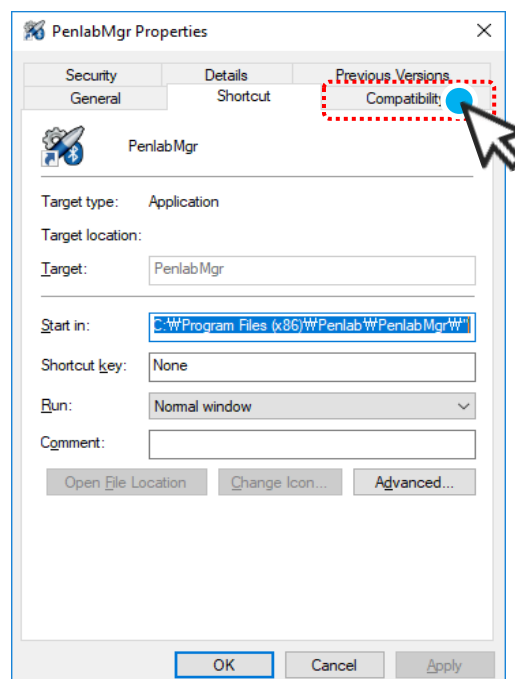 PenlabMgr Properties
Security Details Previous Versions
General Shortcut Compatibility
PenlabMgr
Target type: Application
Target location:
Target: PenlabMgr
Start in: C:₩Program Files (x86)₩Penlab₩PenlabMgr₩"
Shortcut key: None
Run: Normal window
Comment:
Open File Location Change Icon... Advanced...
OK Cancel Apply